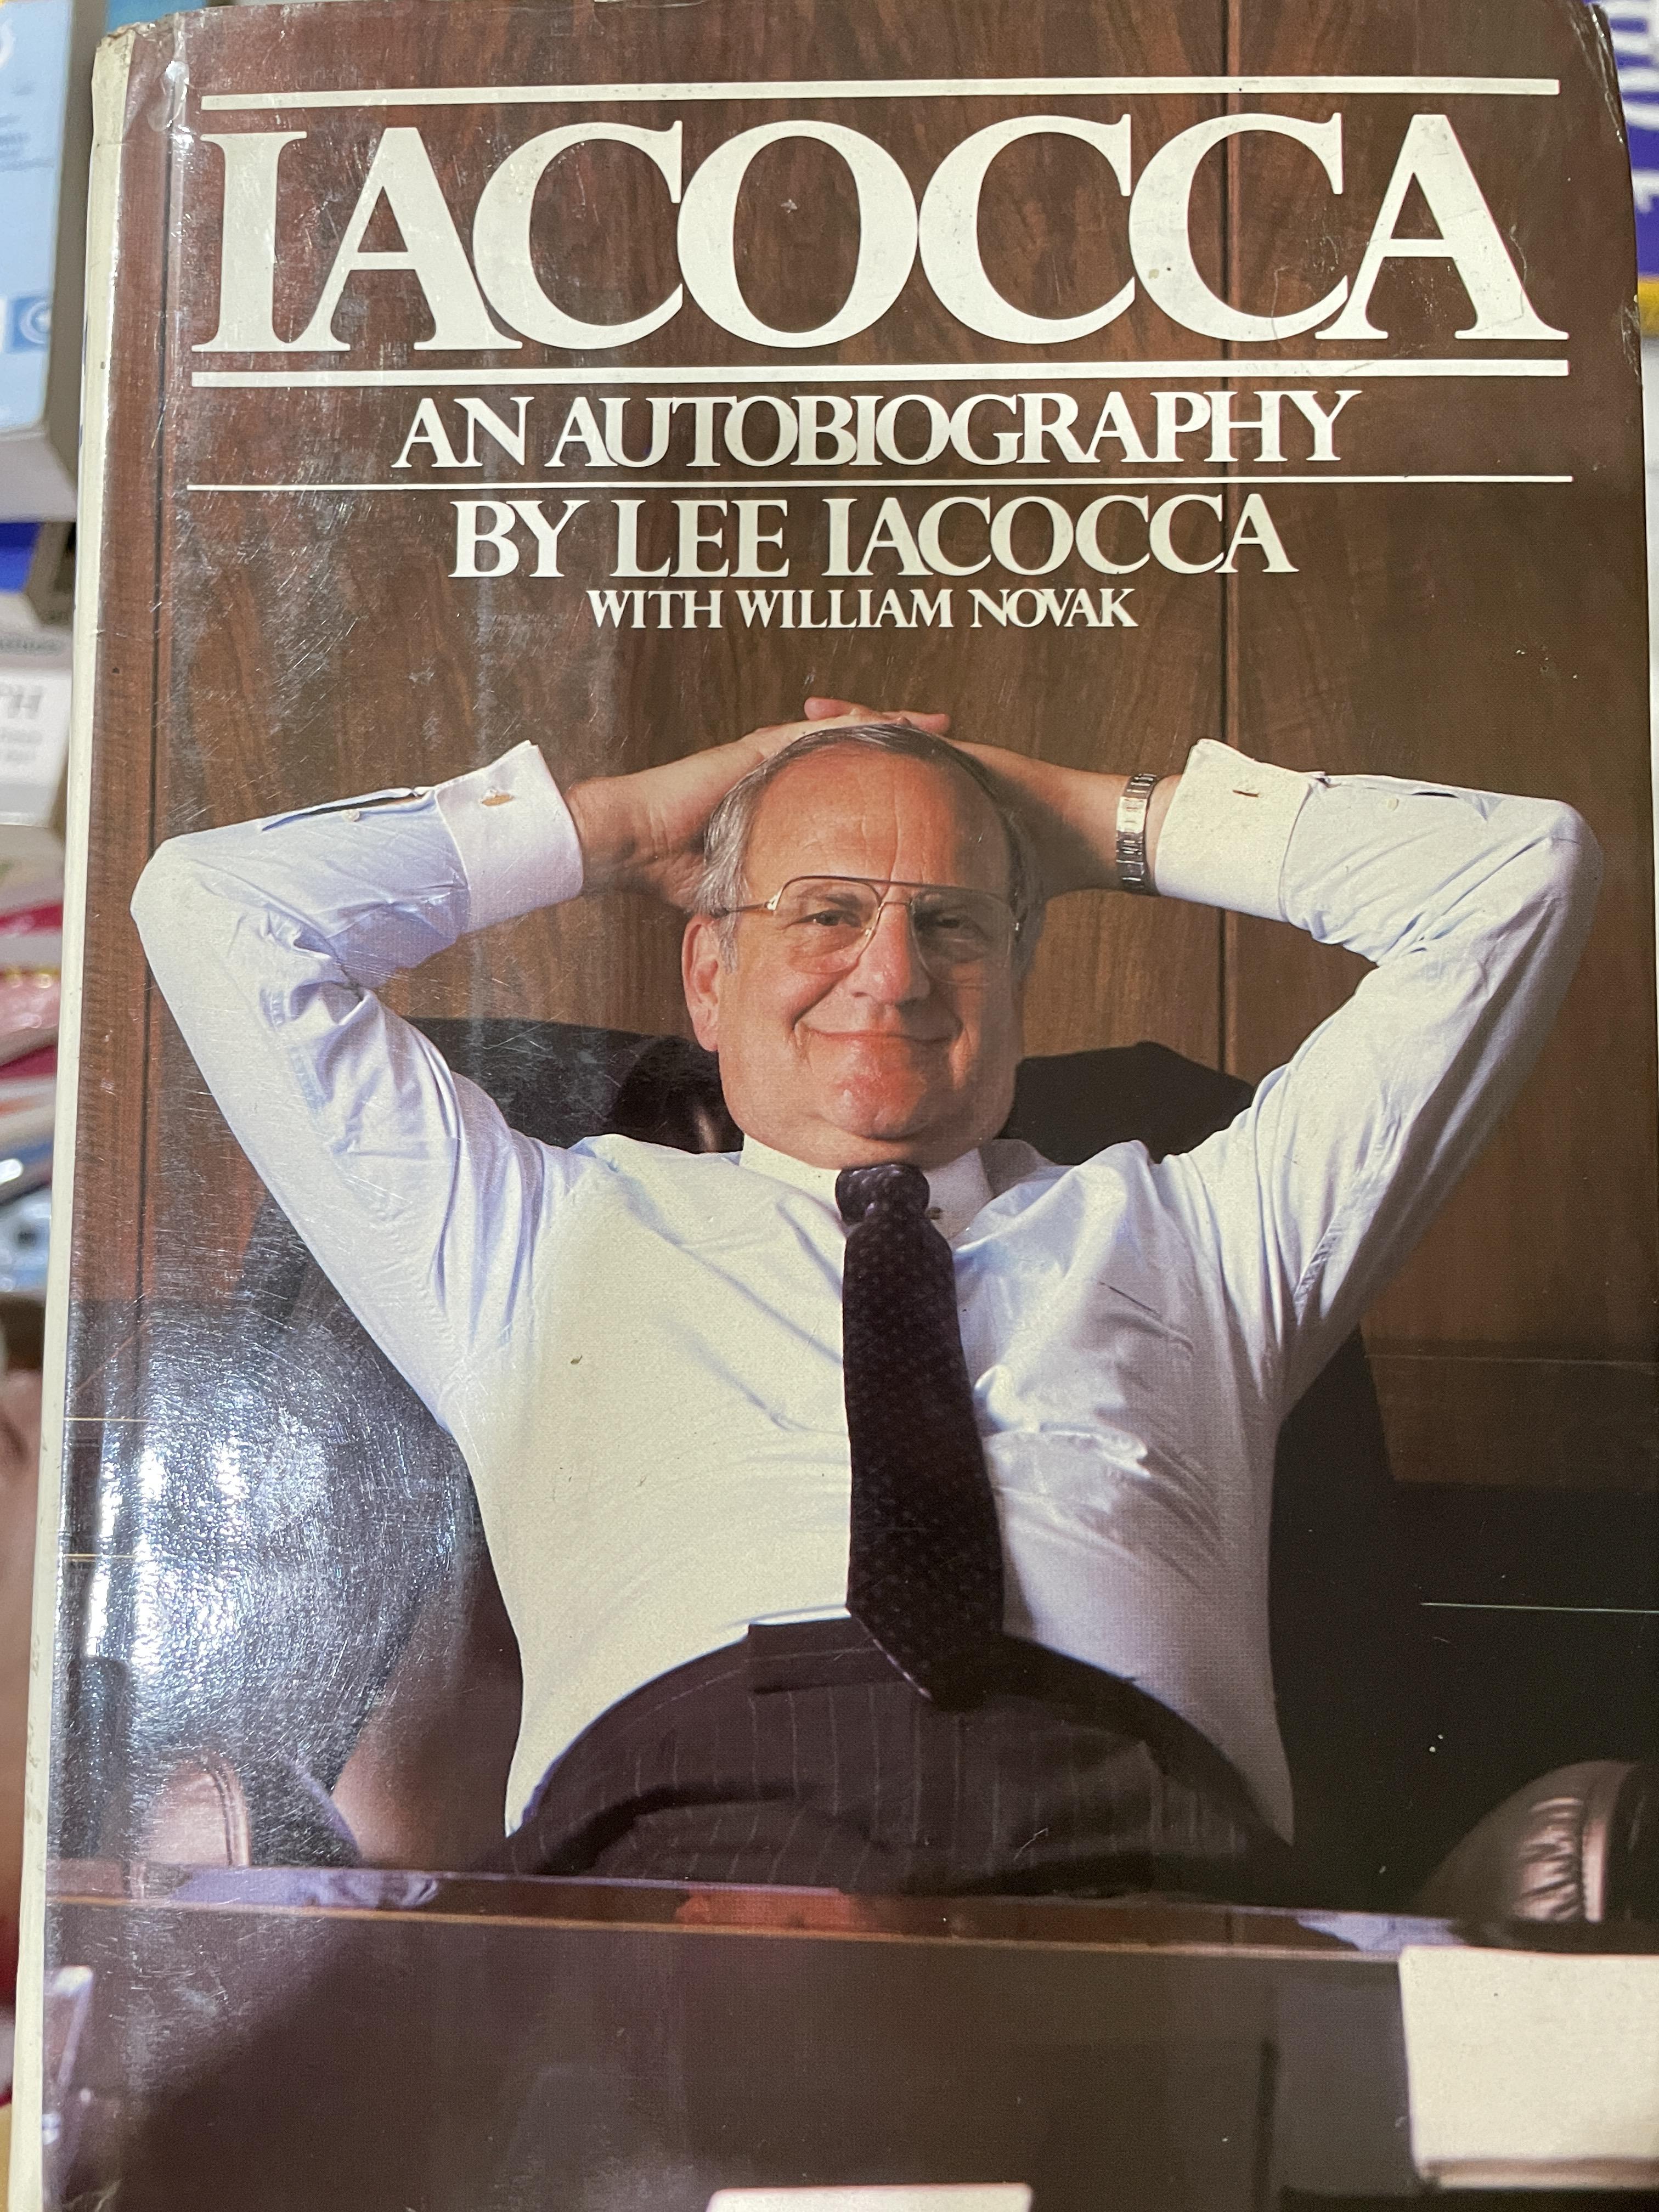 IACOCCA
AN AUTOBIOGRAPHY
BY LEE IACOCCA
WITH WILLIAM NOVAK